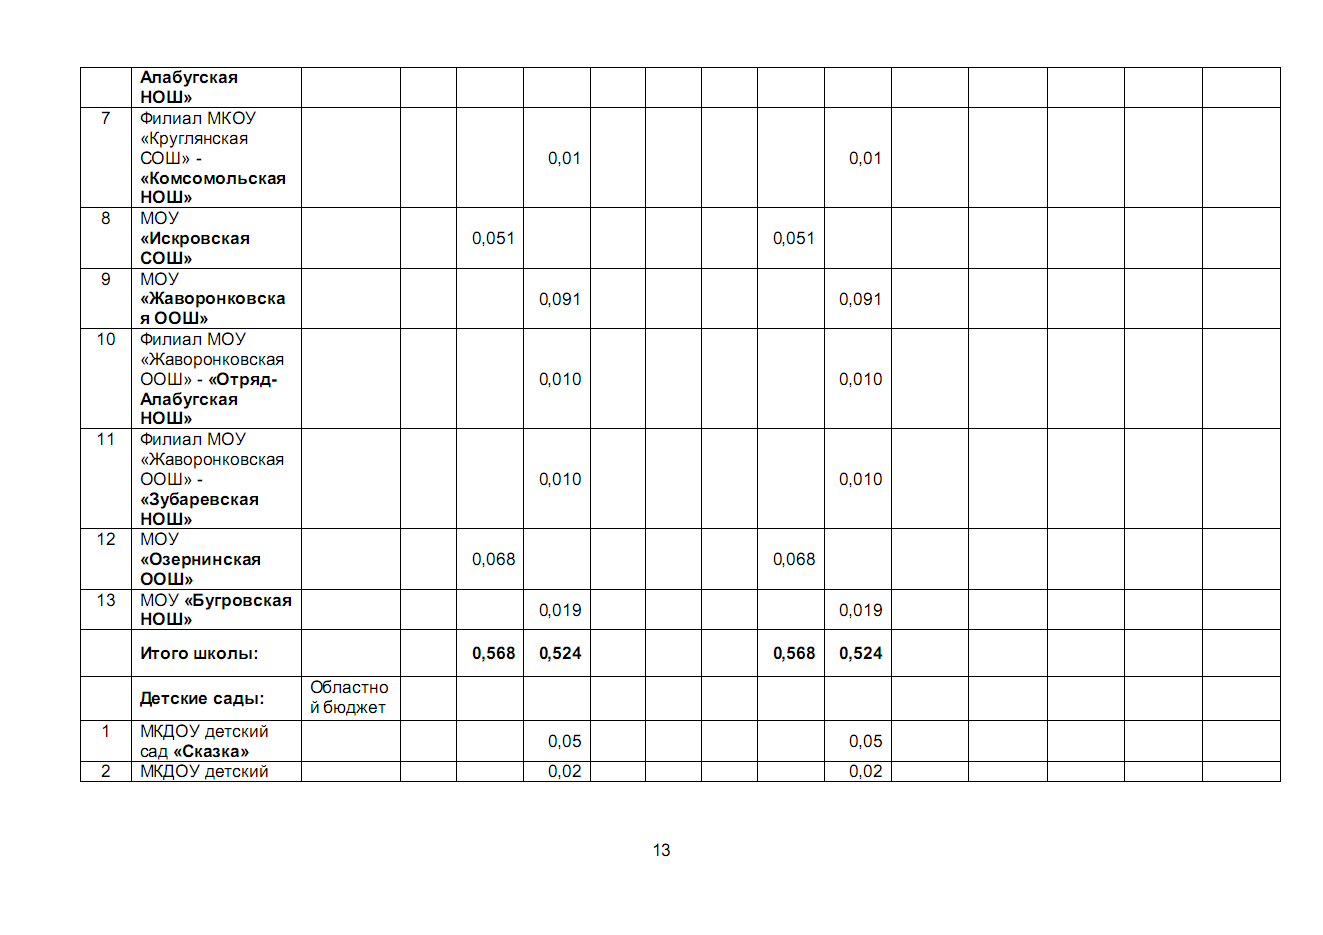 Алабугская
НОШ»
7 Филиал МКОУ
«Круглянская
СОШ» - 0,01 0,01
«Комсомольская
НОШ»
8 МОУ
«Искровская 0,051 0,051
СОШ»
9 МОУ
«Жаворонковска 0,091 0,091
я ООШ»
10 Филиал МОУ
«Жаворонковская
ООШ» - «Отряд- 0,010 0,010
Алабугская
НОШ»
11 Филиал МОУ
«Жаворонковская
ООШ» - 0,010 0,010
«Зубаревская
НОШ»
12 МОУ
«Озернинская 0,068 0,068
ООШ»
13 МОУ «Бугровская
НОШ» 0,019 0,019
Итого школы: 0,568 0,524 0,568 0,524
Детские сады: Областно
й бюджет
1 МКДОУ детский
сад «Сказка» 0,05 0,05
2 МКДОУ детский 0,02 0,02
13